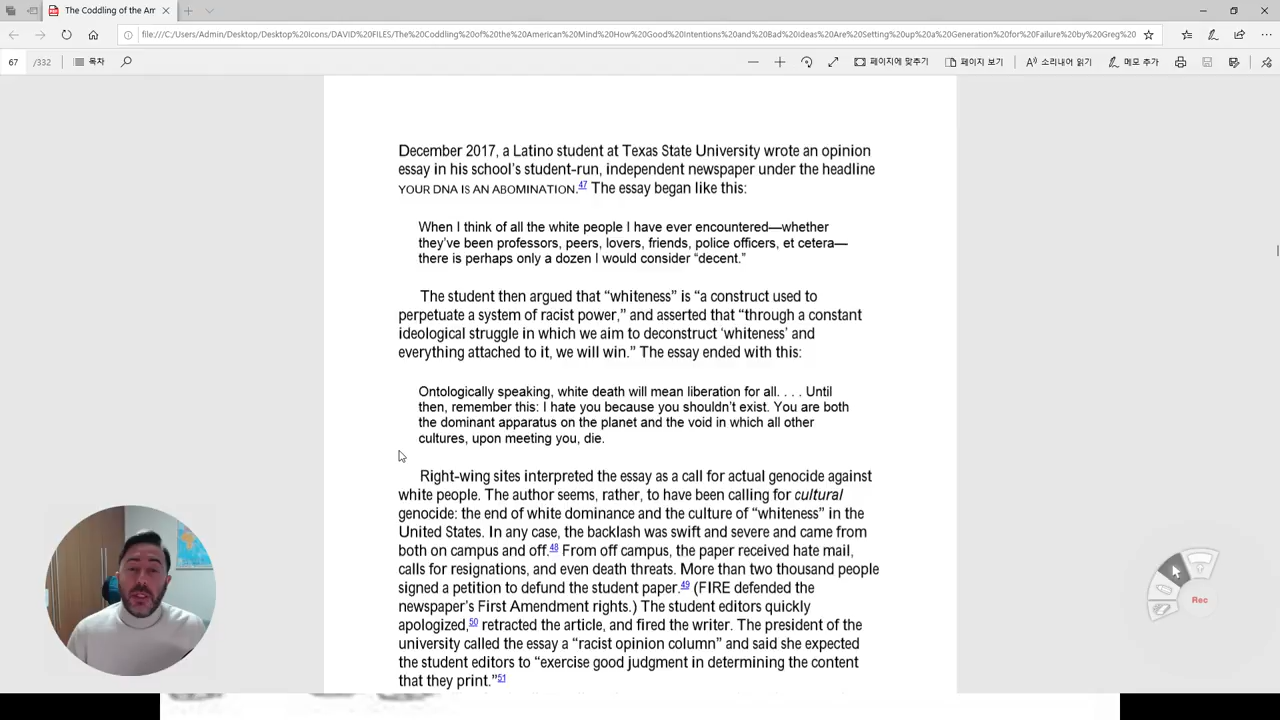 The Coddling of the Am
file:///C:/Users/Admin/Desktop/Desktop%20Icons/DAVID%20FILES/The%20Coddling%20of%20the%20American%20Mind%20How%20Good%20Intentions%20and%20Bad%20Ideas%20Are%20Setting%20up%20a%20Generation%20for%20Failure%20by%20Greg%20
67 /332 목차 페이지에 맞추기 페이지 보기 소리내어 읽기 메모 추가
December 2017, a Latino student at Texas State University wrote an opinion
essay in his school’s student-run, independent newspaper under the headline
YOUR DNA IS AN ABOMINATION.47 The essay began like this:
When I think of all the white people I have ever encountered—whether
they’ve been professors, peers, lovers, friends, police officers, et cetera—
there is perhaps only a dozen I would consider “decent.”
The student then argued that “whiteness” is “a construct used to
perpetuate a system of racist power,” and asserted that “through a constant
ideological struggle in which we aim to deconstruct ‘whiteness’ and
everything attached to it, we will win.” The essay ended with this:
Ontologically speaking, white death will mean liberation for all. . . . Until
then, remember this: I hate you because you shouldn’t exist. You are both
the dominant apparatus on the planet and the void in which all other
cultures, upon meeting you, die.
Right-wing sites interpreted the essay as a call for actual genocide against
white people. The author seems, rather, to have been calling for cultural
genocide: the end of white dominance and the culture of “whiteness” in the
United States. In any case, the backlash was swift and severe and came from
both on campus and off.48 From off campus, the paper received hate mail,
calls for resignations, and even death threats. More than two thousand people
signed a petition to defund the student paper.49 (FIRE defended the
newspaper’s First Amendment rights.) The student editors quickly
apologized,50 retracted the article, and fired the writer. The president of the
university called the essay a “racist opinion column” and said she expected
the student editors to “exercise good judgment in determining the content
that they print.”51
Rec